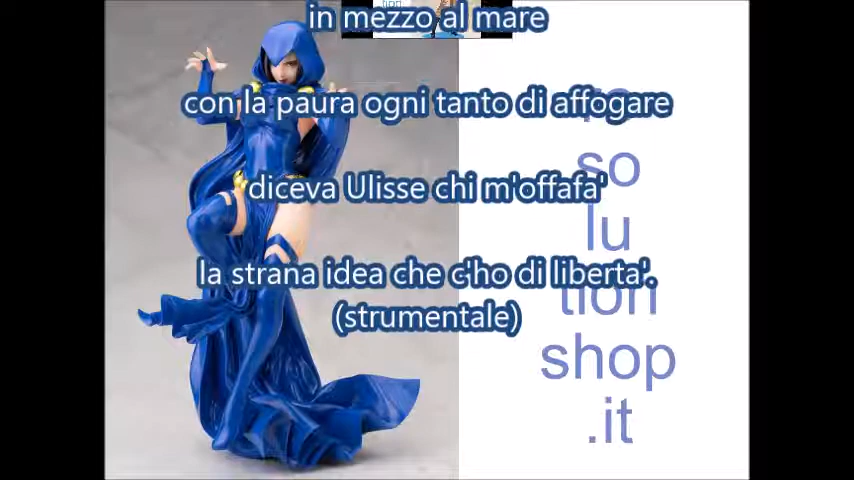 in mezzo al mare
con la paura ogni tanto di affogare
diceva Ulisse chi m'offafa'
la strana idea che c'ho di liberta'.
(strumentale)
so
lu
tion
shop
.it